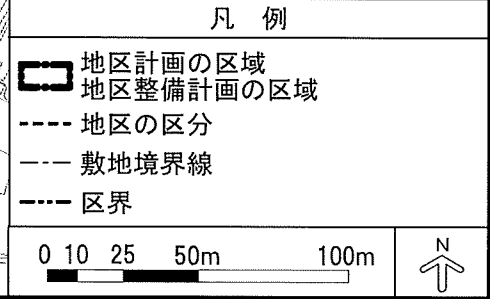 凡 例
地区計画の区域
地区整備計画の区域
地区の区分
敷地境界線
区界
0 10 25 50m 100m
N